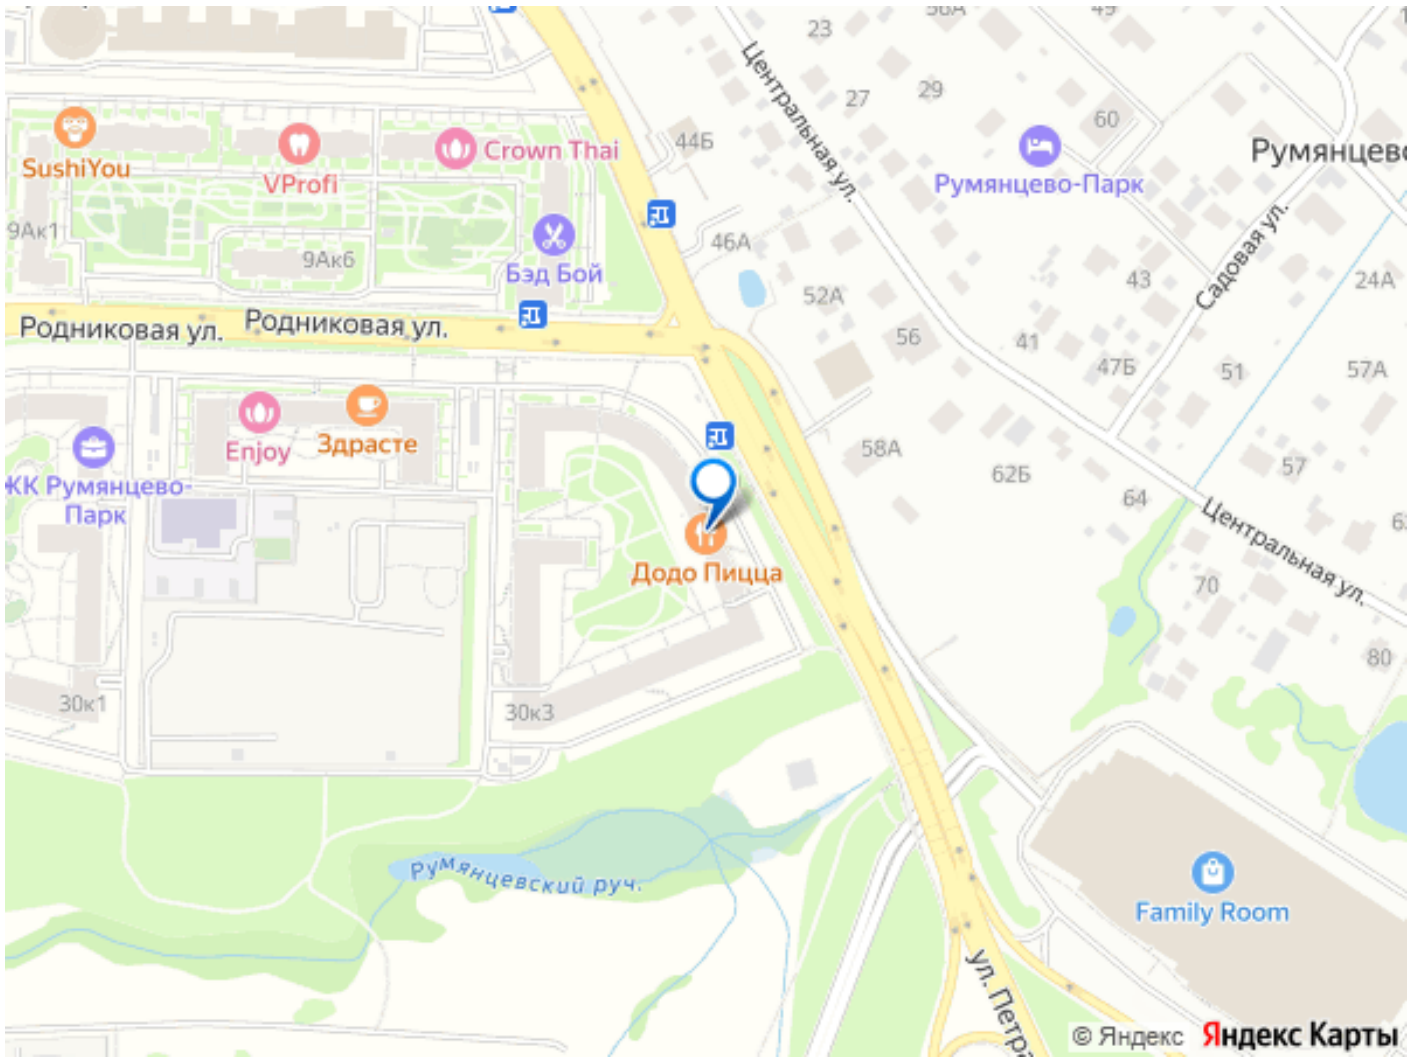 23
49
Центральная ул.
27
29
60
44Б
SushiYou
VProfi
Crown Thai
Румянцево-Парк
Румянцево
9Ак1
9Ак6
Бэд Бой
46А
52А
43
Садовая ул.
24А
Родниковая ул.
Родниковая ул.
56
41
47Б
51
57А
Enjoy
Здрасте
58А
62Б
57
64
ЖК Румянцево-
Парк
Центральная ул.
Додо Пицца
70
80
30к1
30к3
Румянцевский руч.
Family Room
ул. Петра
© Яндекс
Яндекс Карты